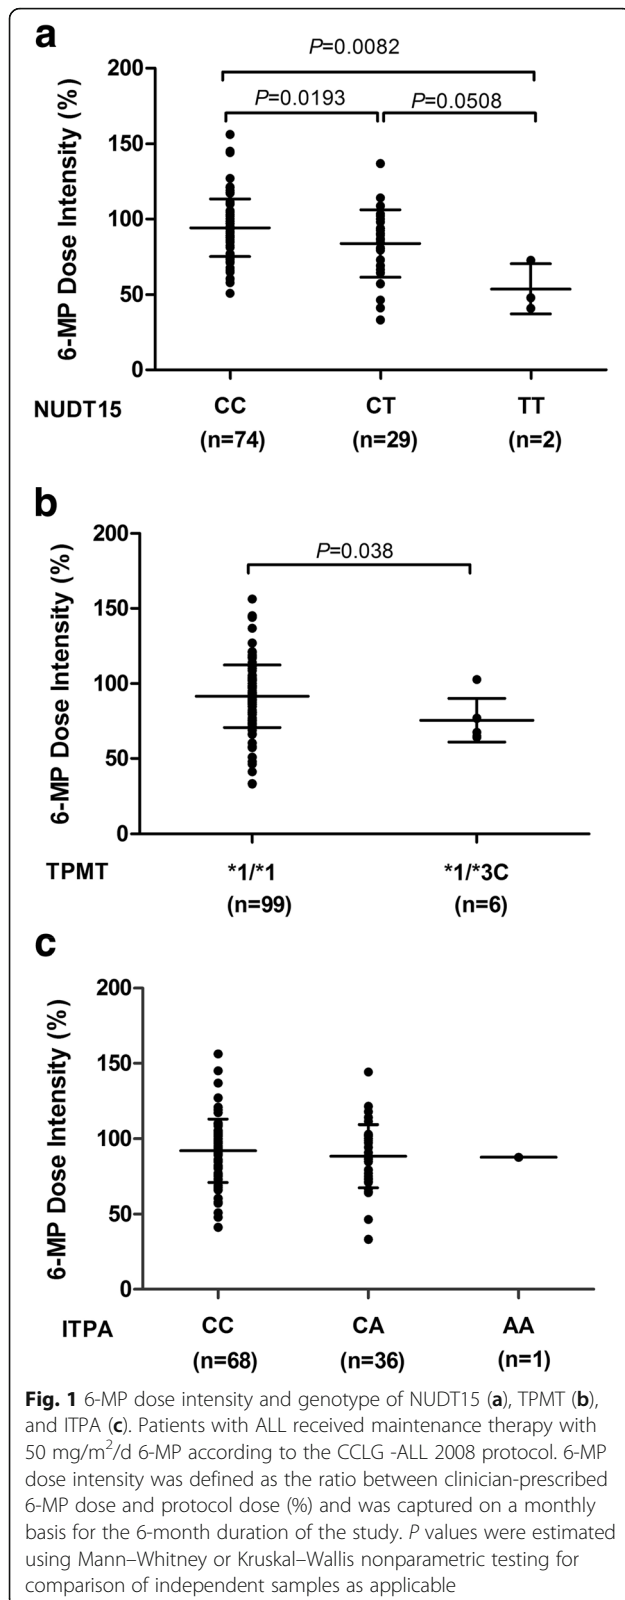 a
P=0.0082
P=0.0193
P=0.0508
200
150
100
50
0
6-MP Dose Intensity (%)
NUDT15
CC
CT
TT
(n=74)
(n=29)
(n=2)
b
P=0.038
200
150
100
50
0
6-MP Dose Intensity (%)
TPMT
*1/*1
*1/*3C
(n=99)
(n=6)
c
200
150
100
50
0
6-MP Dose Intensity (%)
ITPA
CC
CA
AA
(n=68)
(n=36)
(n=1)
Fig. 1 6-MP dose intensity and genotype of NUDT15 (a), TPMT (b),
and ITPA (c). Patients with ALL received maintenance therapy with
50 mg/m²/d 6-MP according to the CCLG -ALL 2008 protocol. 6-MP
dose intensity was defined as the ratio between clinician-prescribed
6-MP dose and protocol dose (%) and was captured on a monthly
basis for the 6-month duration of the study. P values were estimated
using Mann–Whitney or Kruskal–Wallis nonparametric testing for
comparison of independent samples as applicable